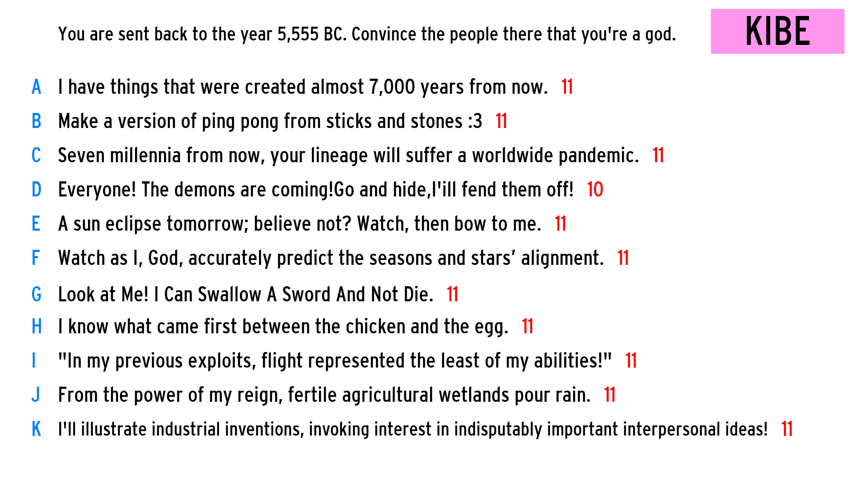 You are sent back to the year 5,555 BC. Convince the people there that you're a god.
KIBE
A I have things that were created almost 7,000 years from now. 11
B Make a version of ping pong from sticks and stones :3 11
C Seven millennia from now, your lineage will suffer a worldwide pandemic. 11
D Everyone! The demons are coming!Go and hide,I'ill fend them off! 10
E A sun eclipse tomorrow; believe not? Watch, then bow to me. 11
F Watch as I, God, accurately predict the seasons and stars’ alignment. 11
G Look at Me! I Can Swallow A Sword And Not Die. 11
H I know what came first between the chicken and the egg. 11
I "In my previous exploits, flight represented the least of my abilities!" 11
J From the power of my reign, fertile agricultural wetlands pour rain. 11
K I'll illustrate industrial inventions, invoking interest in indisputably important interpersonal ideas! 11